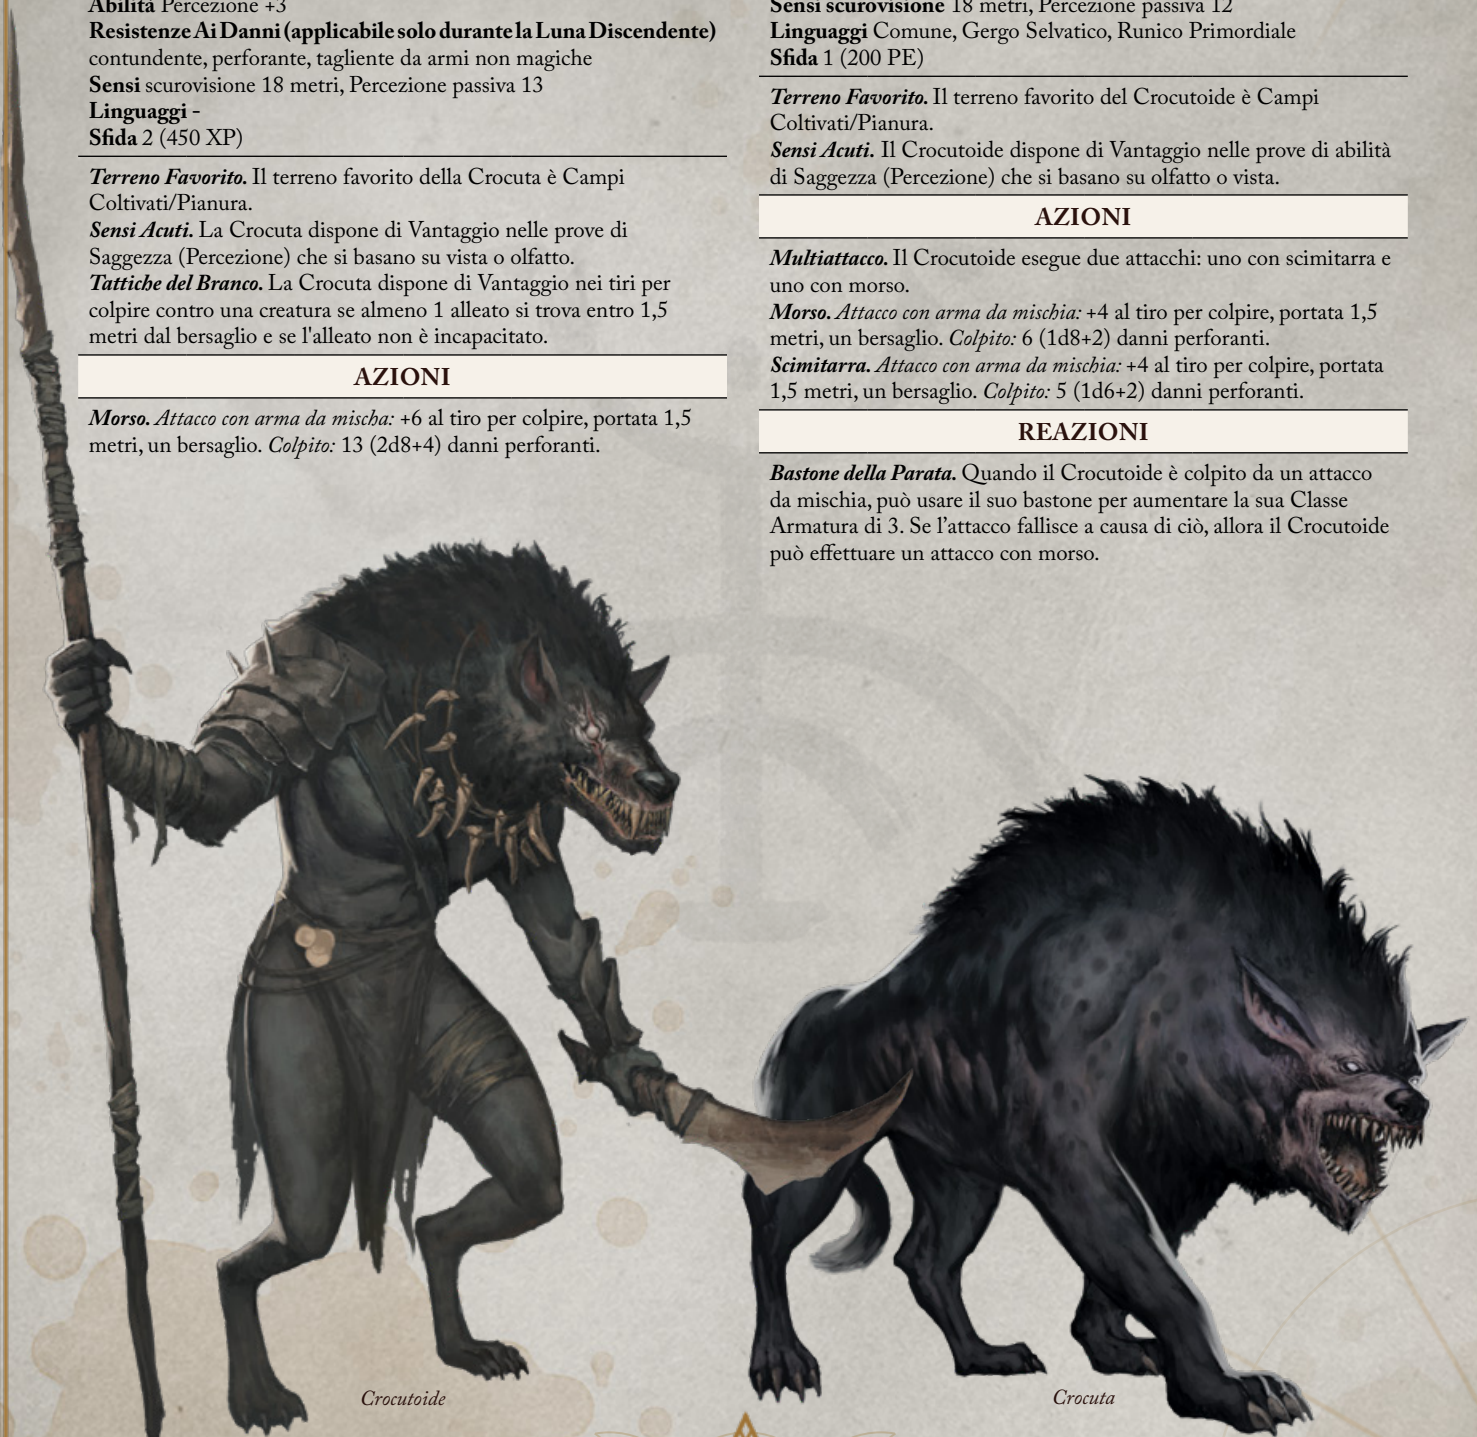 Abilità Percezione +3
Resistenze Ai Danni (applicabile solo durante la Luna Discendente)
contundente, perforante, tagliente da armi non magiche
Sensi scurovisione 18 metri, Percezione passiva 13
Linguaggi -
Sfida 2 (450 XP)
Terreno Favorito. Il terreno favorito della Crocuta è Campi
Coltivati/Pianura.
Sensi Acuti. La Crocuta dispone di Vantaggio nelle prove di
Saggezza (Percezione) che si basano su vista o olfatto.
Tattiche del Branco. La Crocuta dispone di Vantaggio nei tiri per
colpire contro una creatura se almeno 1 alleato si trova entro 1,5
metri dal bersaglio e se l'alleato non è incapacitato.
AZIONI
Morso. Attacco con arma da mischa: +6 al tiro per colpire, portata 1,5
metri, un bersaglio. Colpito: 13 (2d8+4) danni perforanti.
Sensi scurovisione 18 metri, Percezione passiva 12
Linguaggi Comune, Gergo Selvatico, Runico Primordiale
Sfida 1 (200 PE)
Terreno Favorito. Il terreno favorito del Crocutoide è Campi
Coltivati/Pianura.
Sensi Acuti. Il Crocutoide dispone di Vantaggio nelle prove di abilità
di Saggezza (Percezione) che si basano su olfatto o vista.
AZIONI
Multiattacco. Il Crocutoide esegue due attacchi: uno con scimitarra e
uno con morso.
Morso. Attacco con arma da mischia: +4 al tiro per colpire, portata 1,5
metri, un bersaglio. Colpito: 6 (1d8+2) danni perforanti.
Scimitarra. Attacco con arma da mischia: +4 al tiro per colpire, portata
1,5 metri, un bersaglio. Colpito: 5 (1d6+2) danni perforanti.
REAZIONI
Bastone della Parata. Quando il Crocutoide è colpito da un attacco
da mischia, può usare il suo bastone per aumentare la sua Classe
Armatura di 3. Se l’attacco fallisce a causa di ciò, allora il Crocutoide
può effettuare un attacco con morso.
Crocutoide
Crocuta